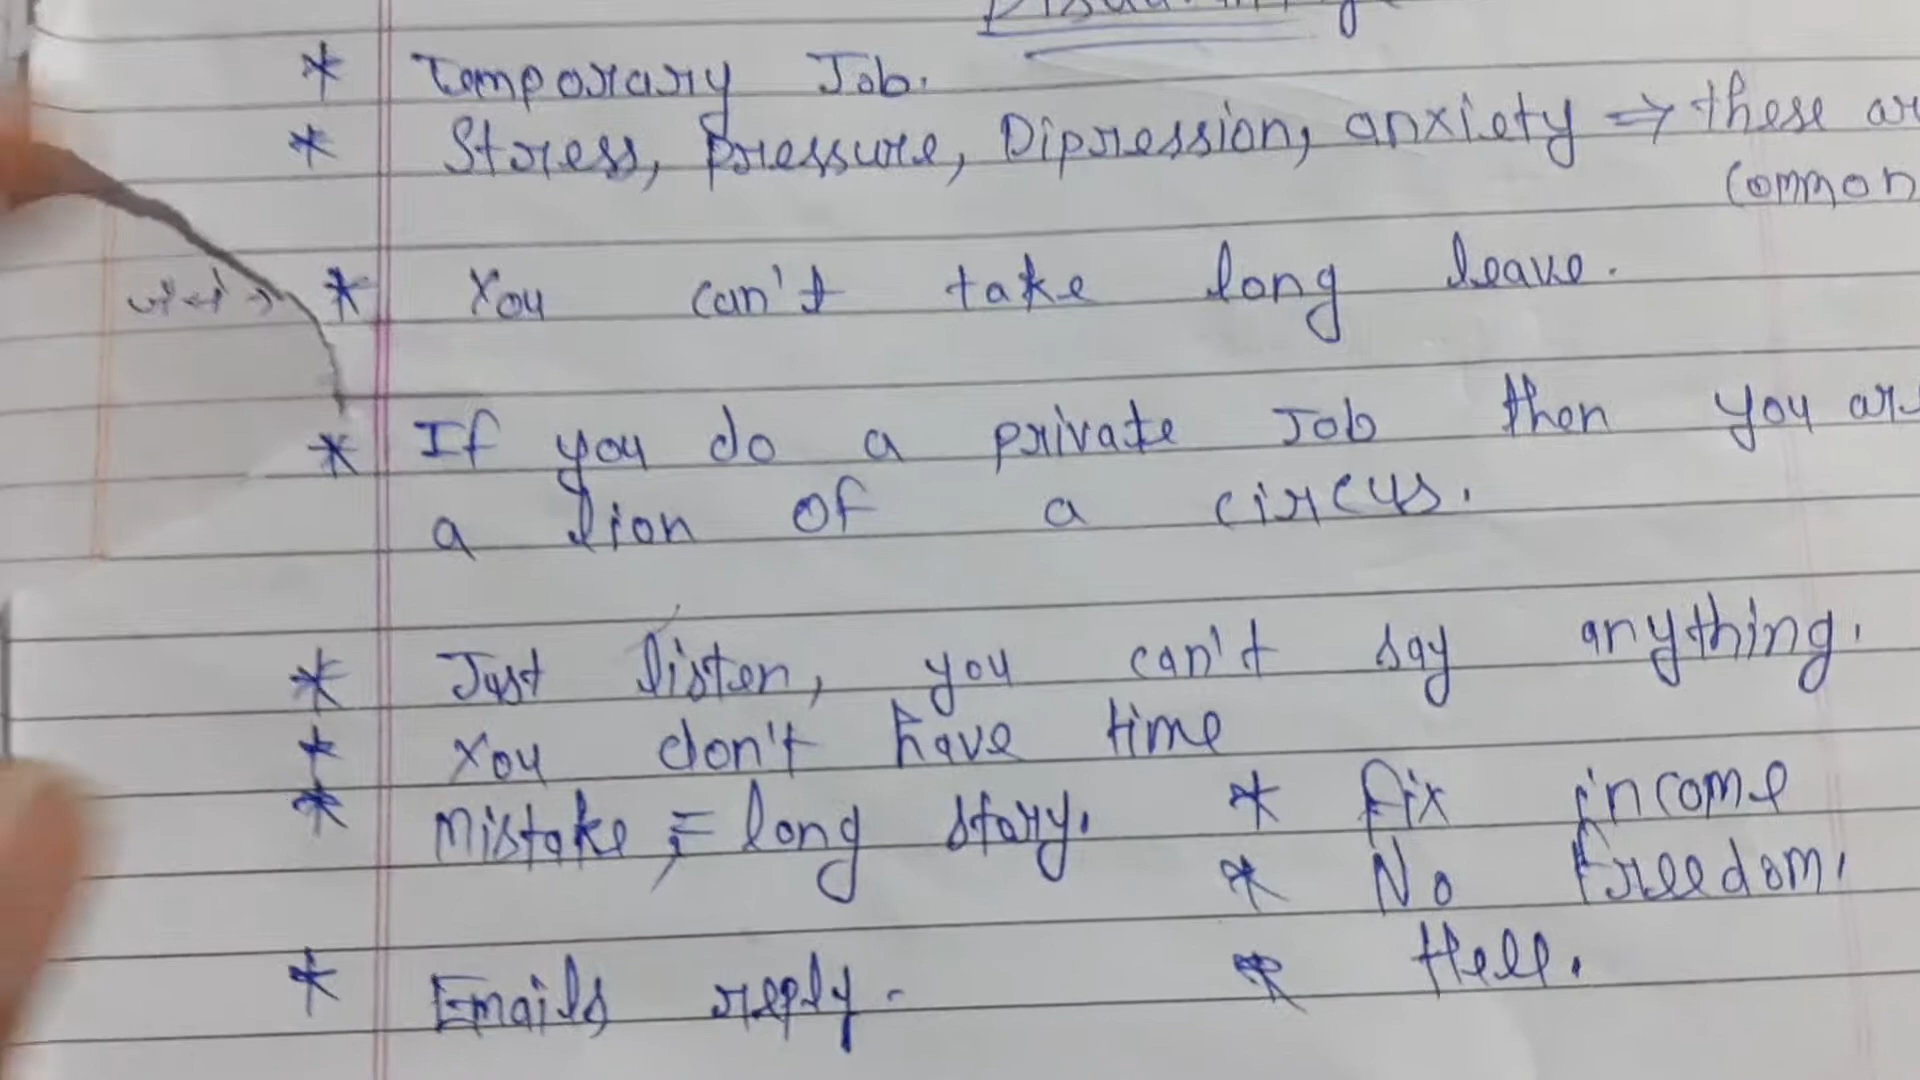 * Temporary Job.
* Stress, pressure, Dipression, anxiety ⇒ these are
common
* You can't take long leave.
* If you do a private Job then you are
a lion of a circus.
* Just listen, you can't say anything.
* You don't have time
* Mistake, = long story. * Fix income
* No freedom.
* Emails reply. * Hell.